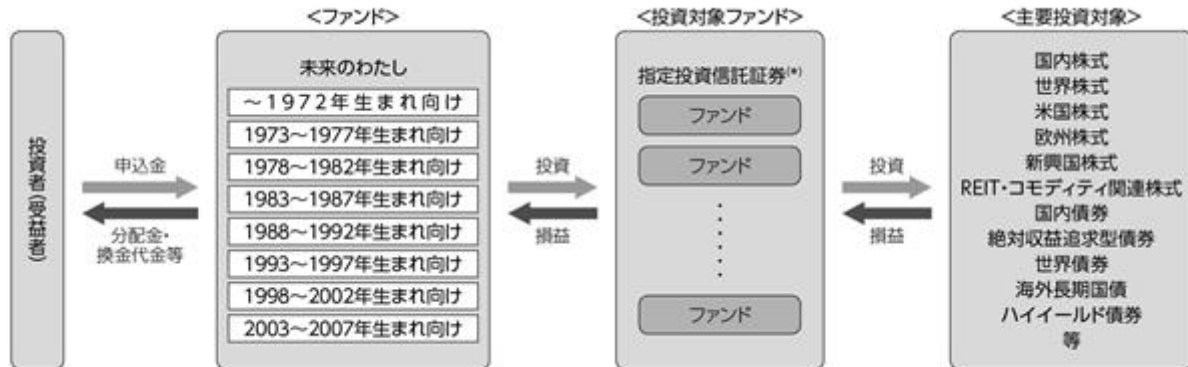 <ファンド>
<投資対象ファンド>
<主要投資対象>
投資者(受益者)
申込金
分配金・
換金代金等
未来のわたし
～1972年生まれ向け
1973～1977年生まれ向け
1978～1982年生まれ向け
1983～1987年生まれ向け
1988～1992年生まれ向け
1993～1997年生まれ向け
1998～2002年生まれ向け
2003～2007年生まれ向け
投資
損益
指定投資信託証券(*)
ファンド
ファンド
ファンド
投資
損益
国内株式
世界株式
米国株式
欧州株式
新興国株式
REIT・コモディティ関連株式
国内債券
絶対収益追求型債券
世界債券
海外長期国債
ハイイールド債券
等